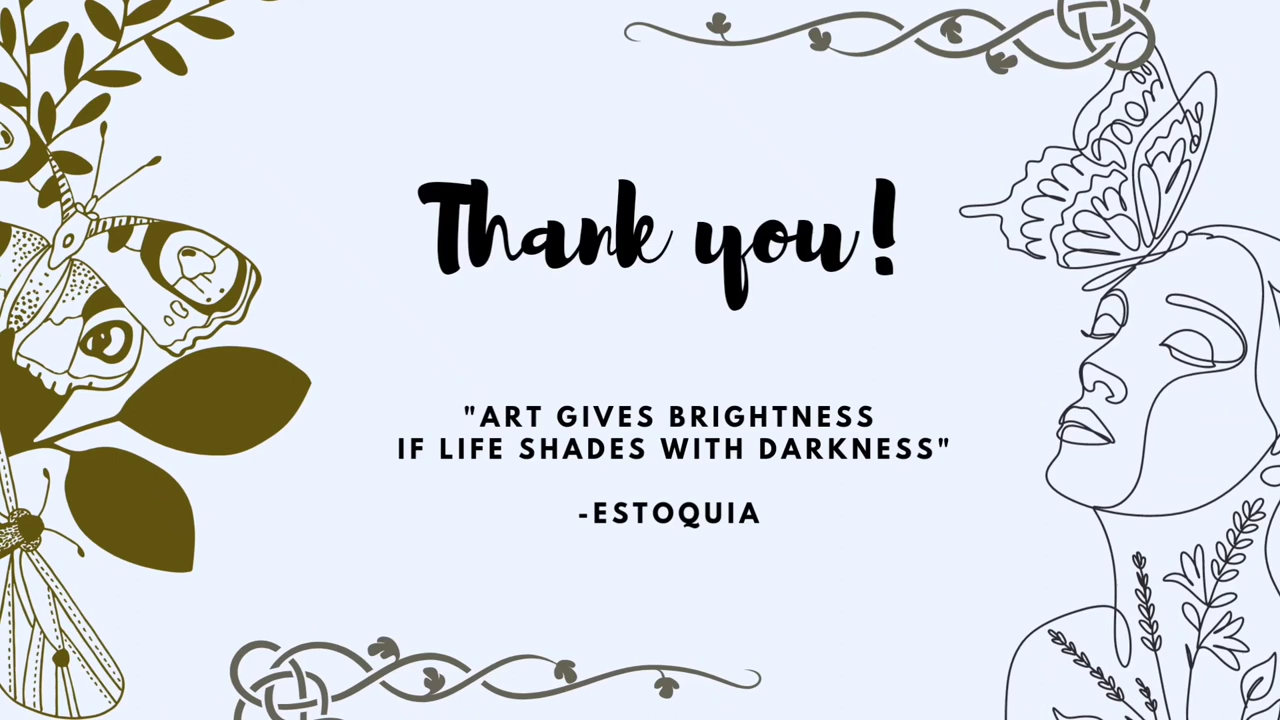 Thank you!
"ART GIVES BRIGHTNESS
IF LIFE SHADES WITH DARKNESS"
-ESTOQUIA